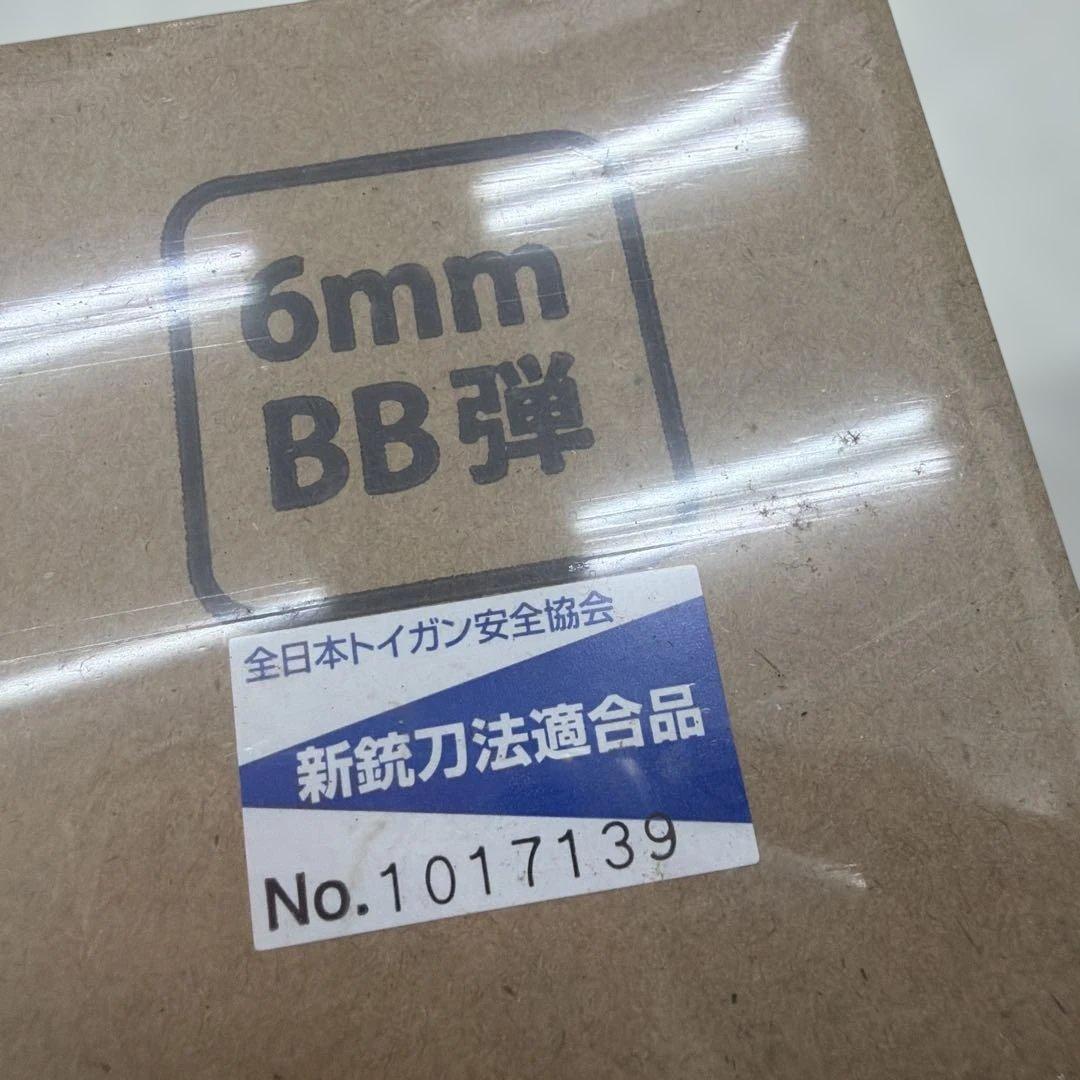 6mm
BB弾
全日本トイガン安全協会
新銃刀法適合品
No.1017139